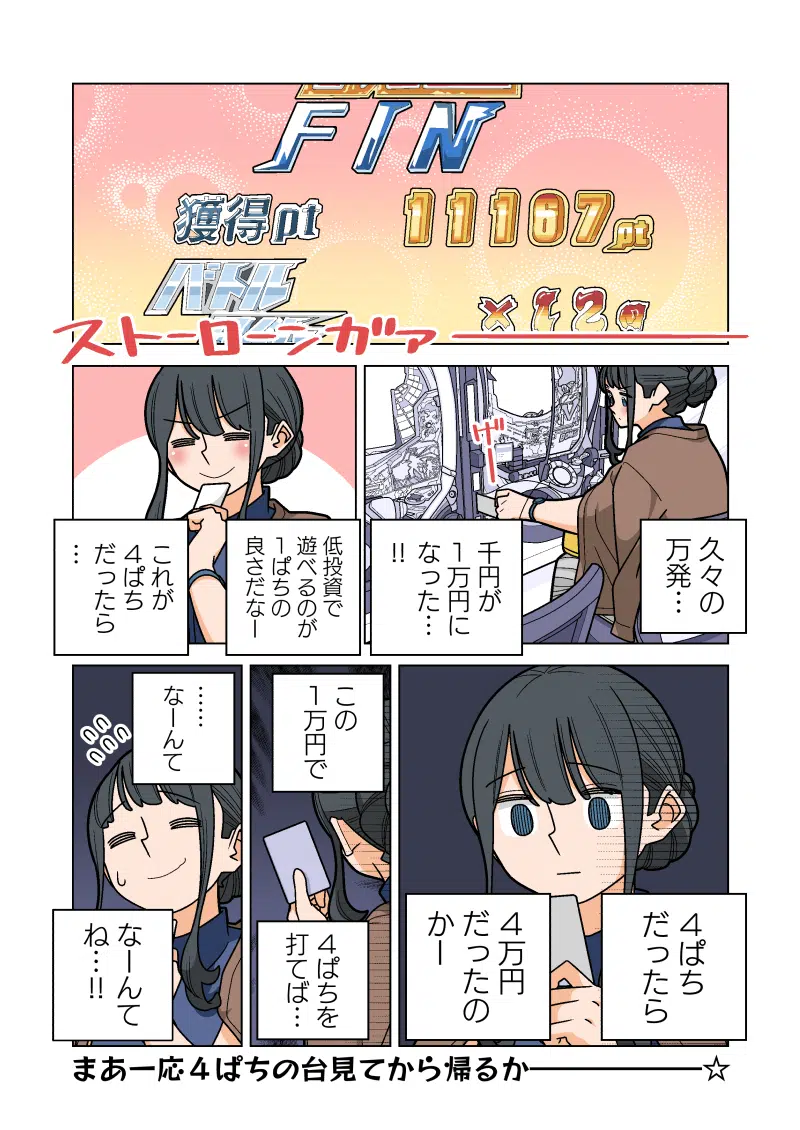 FIN
獲得pt
11167pt
バトル
ストーローンガァ――――
久々の
万発…
げー
千円が
1万円に
なった…
!!
低投資で
遊べるのが
1ぱちの
良さだなー
これが
4ぱち
だったら
…
4ぱち
だったら
4万円
だったの
かー
この
1万円で
4ぱちを
打てば…
……
なーんて
なーんて
ね…!!
まあ一応4ぱちの台見てから帰るか――――☆